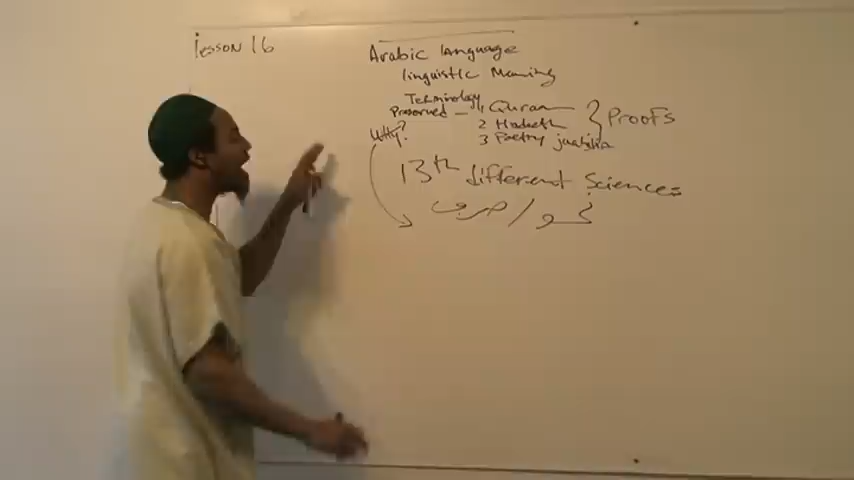 Lesson 16
Arabic Language
Linguistic Meaning
Terminology
Preserved – 1 Quran } Proofs
Why? 2 Hadeeth
3 Poetry
13th different Sciences
نحو / صرف